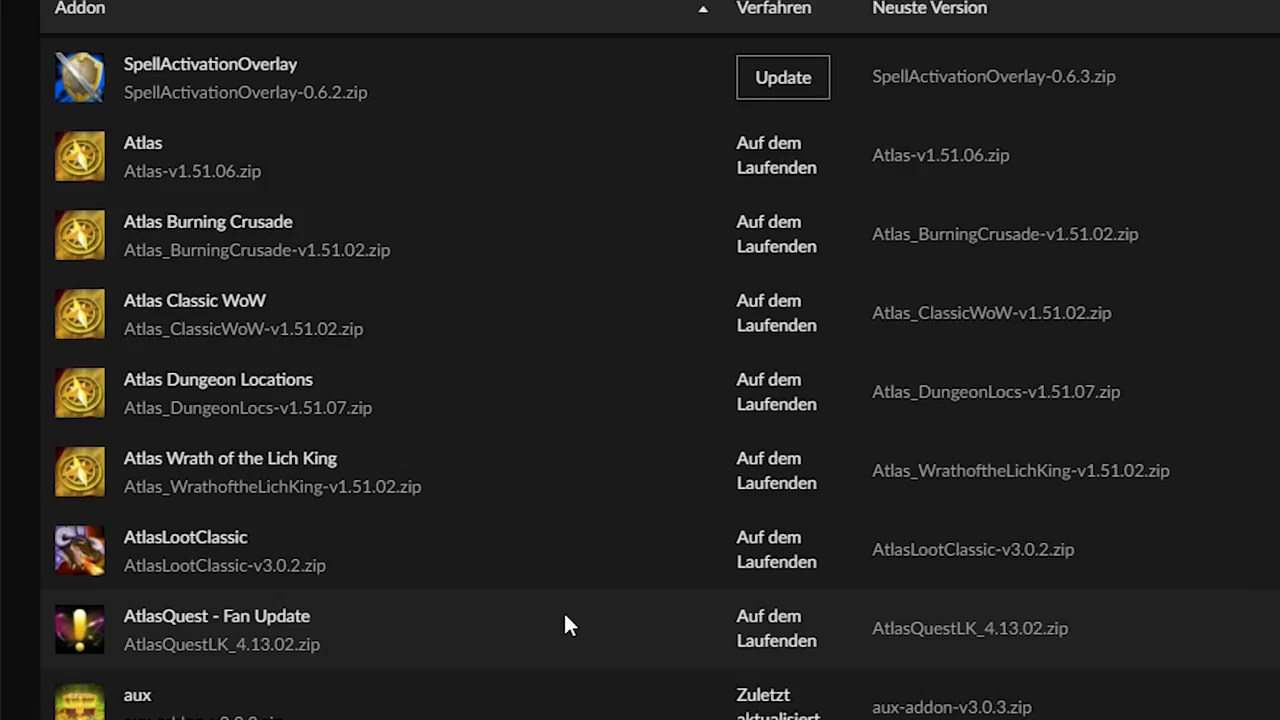 Addon Verfahren Neuste Version
SpellActivationOverlay
SpellActivationOverlay-0.6.2.zip
Update
SpellActivationOverlay-0.6.3.zip
Atlas
Atlas-v1.51.06.zip
Auf dem
Laufenden
Atlas-v1.51.06.zip
Atlas Burning Crusade
Atlas_BurningCrusade-v1.51.02.zip
Auf dem
Laufenden
Atlas_BurningCrusade-v1.51.02.zip
Atlas Classic WoW
Atlas_ClassicWoW-v1.51.02.zip
Auf dem
Laufenden
Atlas_ClassicWoW-v1.51.02.zip
Atlas Dungeon Locations
Atlas_DungeonLocs-v1.51.07.zip
Auf dem
Laufenden
Atlas_DungeonLocs-v1.51.07.zip
Atlas Wrath of the Lich King
Atlas_WrathoftheLichKing-v1.51.02.zip
Auf dem
Laufenden
Atlas_WrathoftheLichKing-v1.51.02.zip
AtlasLootClassic
AtlasLootClassic-v3.0.2.zip
Auf dem
Laufenden
AtlasLootClassic-v3.0.2.zip
AtlasQuest - Fan Update
AtlasQuestLK_4.13.02.zip
Auf dem
Laufenden
AtlasQuestLK_4.13.02.zip
aux
Zuletzt
aktualisiert
aux-addon-v3.0.3.zip